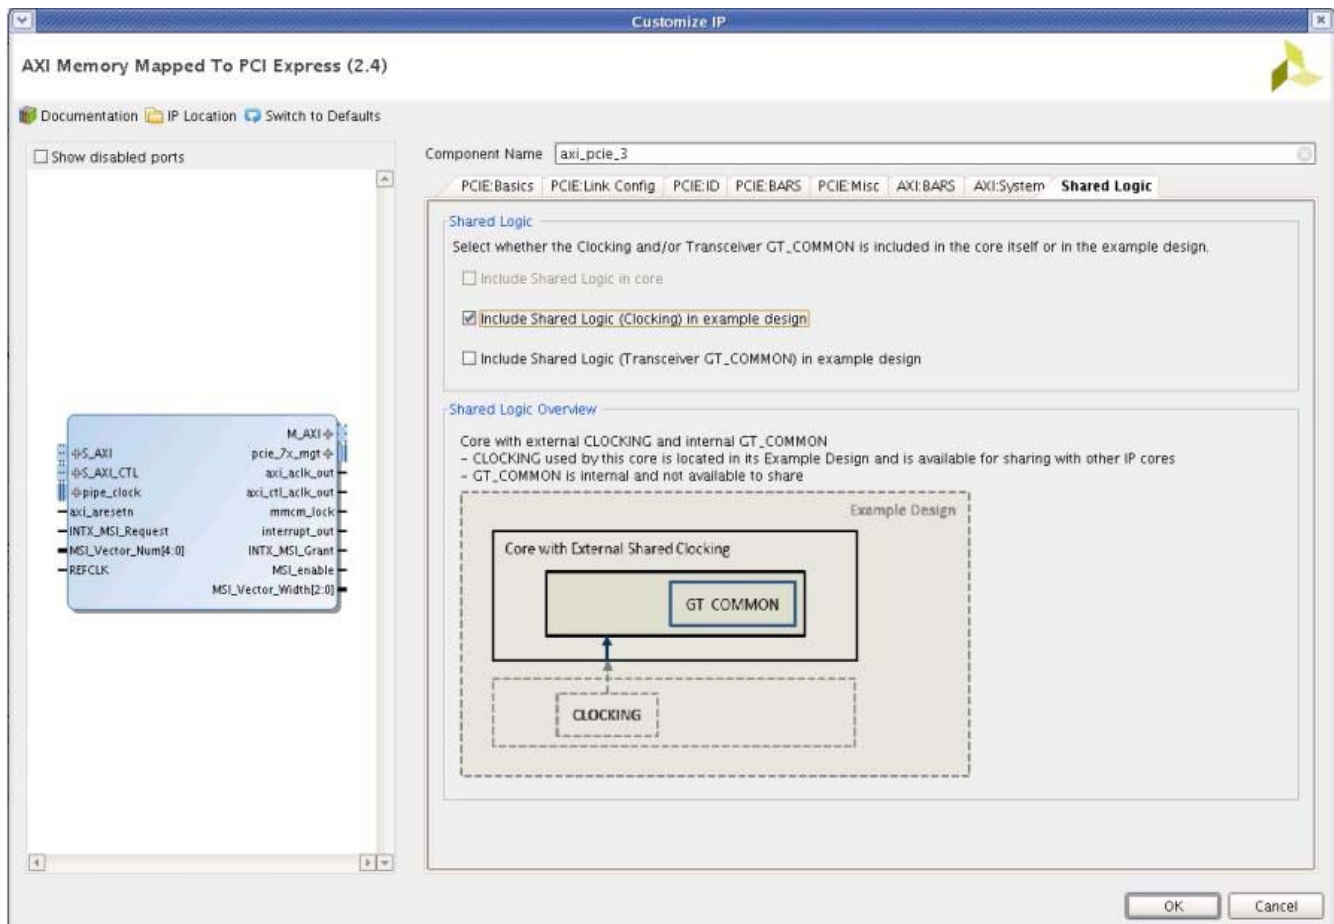 Customize IP
AXI Memory Mapped To PCI Express (2.4)
Documentation IP Location Switch to Defaults
Show disabled ports
S_AXI
S_AXI_CTL
pipe_clock
axi_aresetn
INTX_MSI_Request
MSI_Vector_Num[4:0]
REFCLK
M_AXI
pcie_7x_mgt
axi_aclk_out
axi_ctl_aclk_out
mmcm_lock
interrupt_out
INTX_MSI_Grant
MSI_enable
MSI_Vector_Width[2:0]
Component Name axi_pcie_3
PCIE:Basics PCIE:Link Config PCIE:ID PCIE:BARS PCIE:Misc AXI:BARS AXI:System Shared Logic
Shared Logic
Select whether the Clocking and/or Transceiver GT_COMMON is included in the core itself or in the example design.
Include Shared Logic in core
Include Shared Logic (Clocking) in example design
Include Shared Logic (Transceiver GT_COMMON) in example design
Shared Logic Overview
Core with external CLOCKING and internal GT_COMMON
- CLOCKING used by this core is located in its Example Design and is available for sharing with other IP cores
- GT_COMMON is internal and not available to share
Example Design
Core with External Shared Clocking
GT COMMON
CLOCKING
OK Cancel